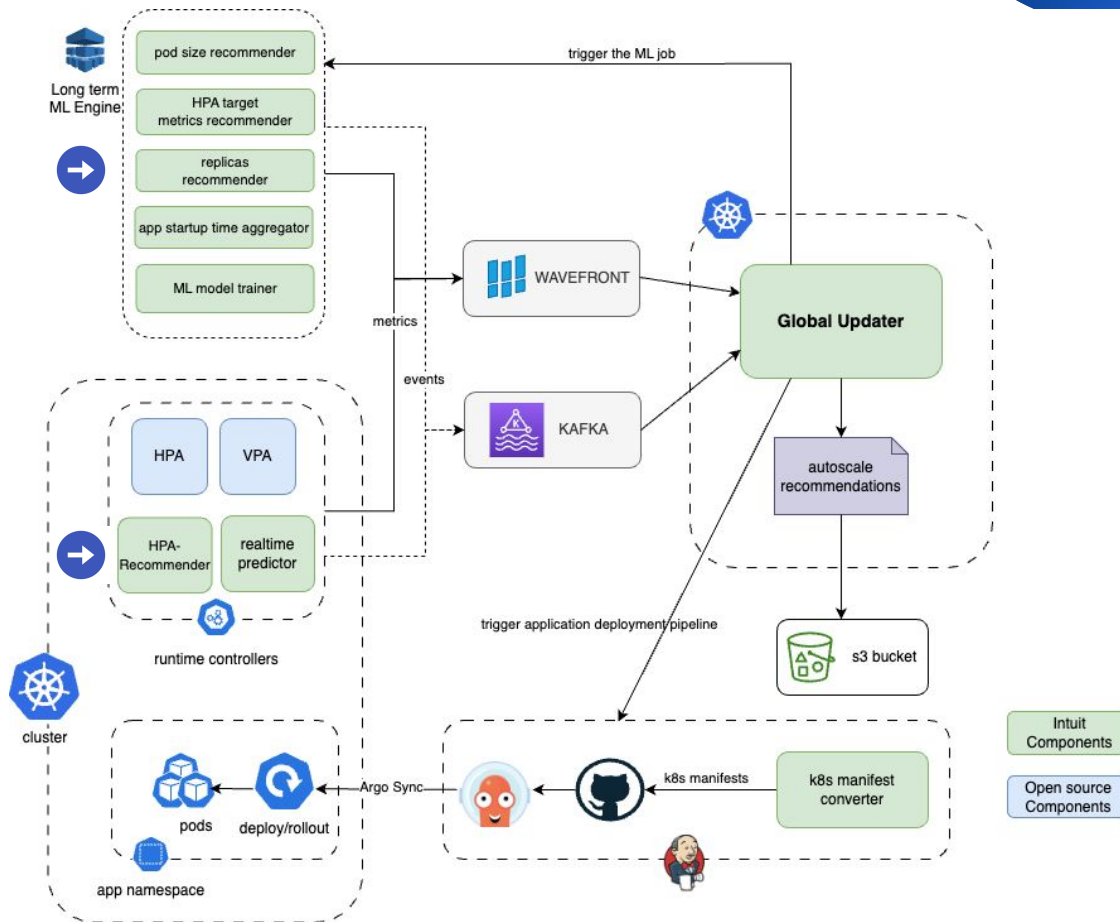 pod size recommender
Long term
ML Engine
HPA target
metrics recommender
replicas
recommender
app startup time aggregator
ML model trainer
trigger the ML job
metrics
events
WAVEFRONT
K
KAFKA
Global Updater
autoscale
recommendations
s3 bucket
HPA
VPA
HPA-
Recommender
realtime
predictor
runtime controllers
cluster
trigger application deployment pipeline
pods
deploy/rollout
app namespace
Argo Sync
k8s manifests
k8s manifest
converter
Intuit
Components
Open source
Components